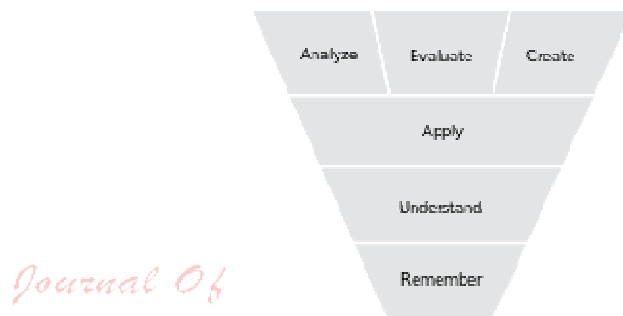 Analyze Evaluate Create
Apply
Understand
Remember
Journal Of